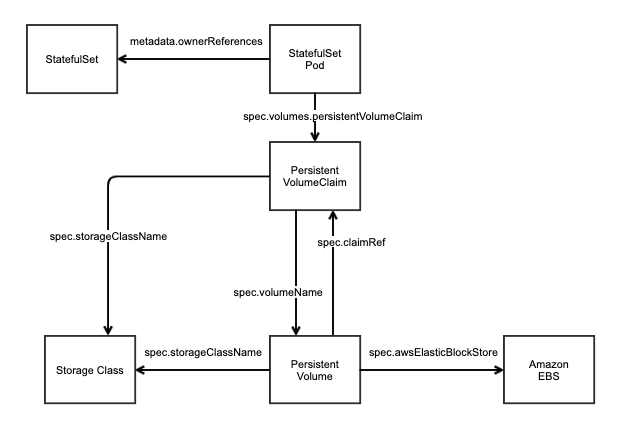 metadata.ownerReferences
StatefulSet
StatefulSet
Pod
spec.volumes.persistentVolumeClaim
Persistent
VolumeClaim
spec.storageClassName
spec.claimRef
spec.volumeName
spec.storageClassName
spec.awsElasticBlockStore
Storage Class
Persistent
Volume
Amazon
EBS